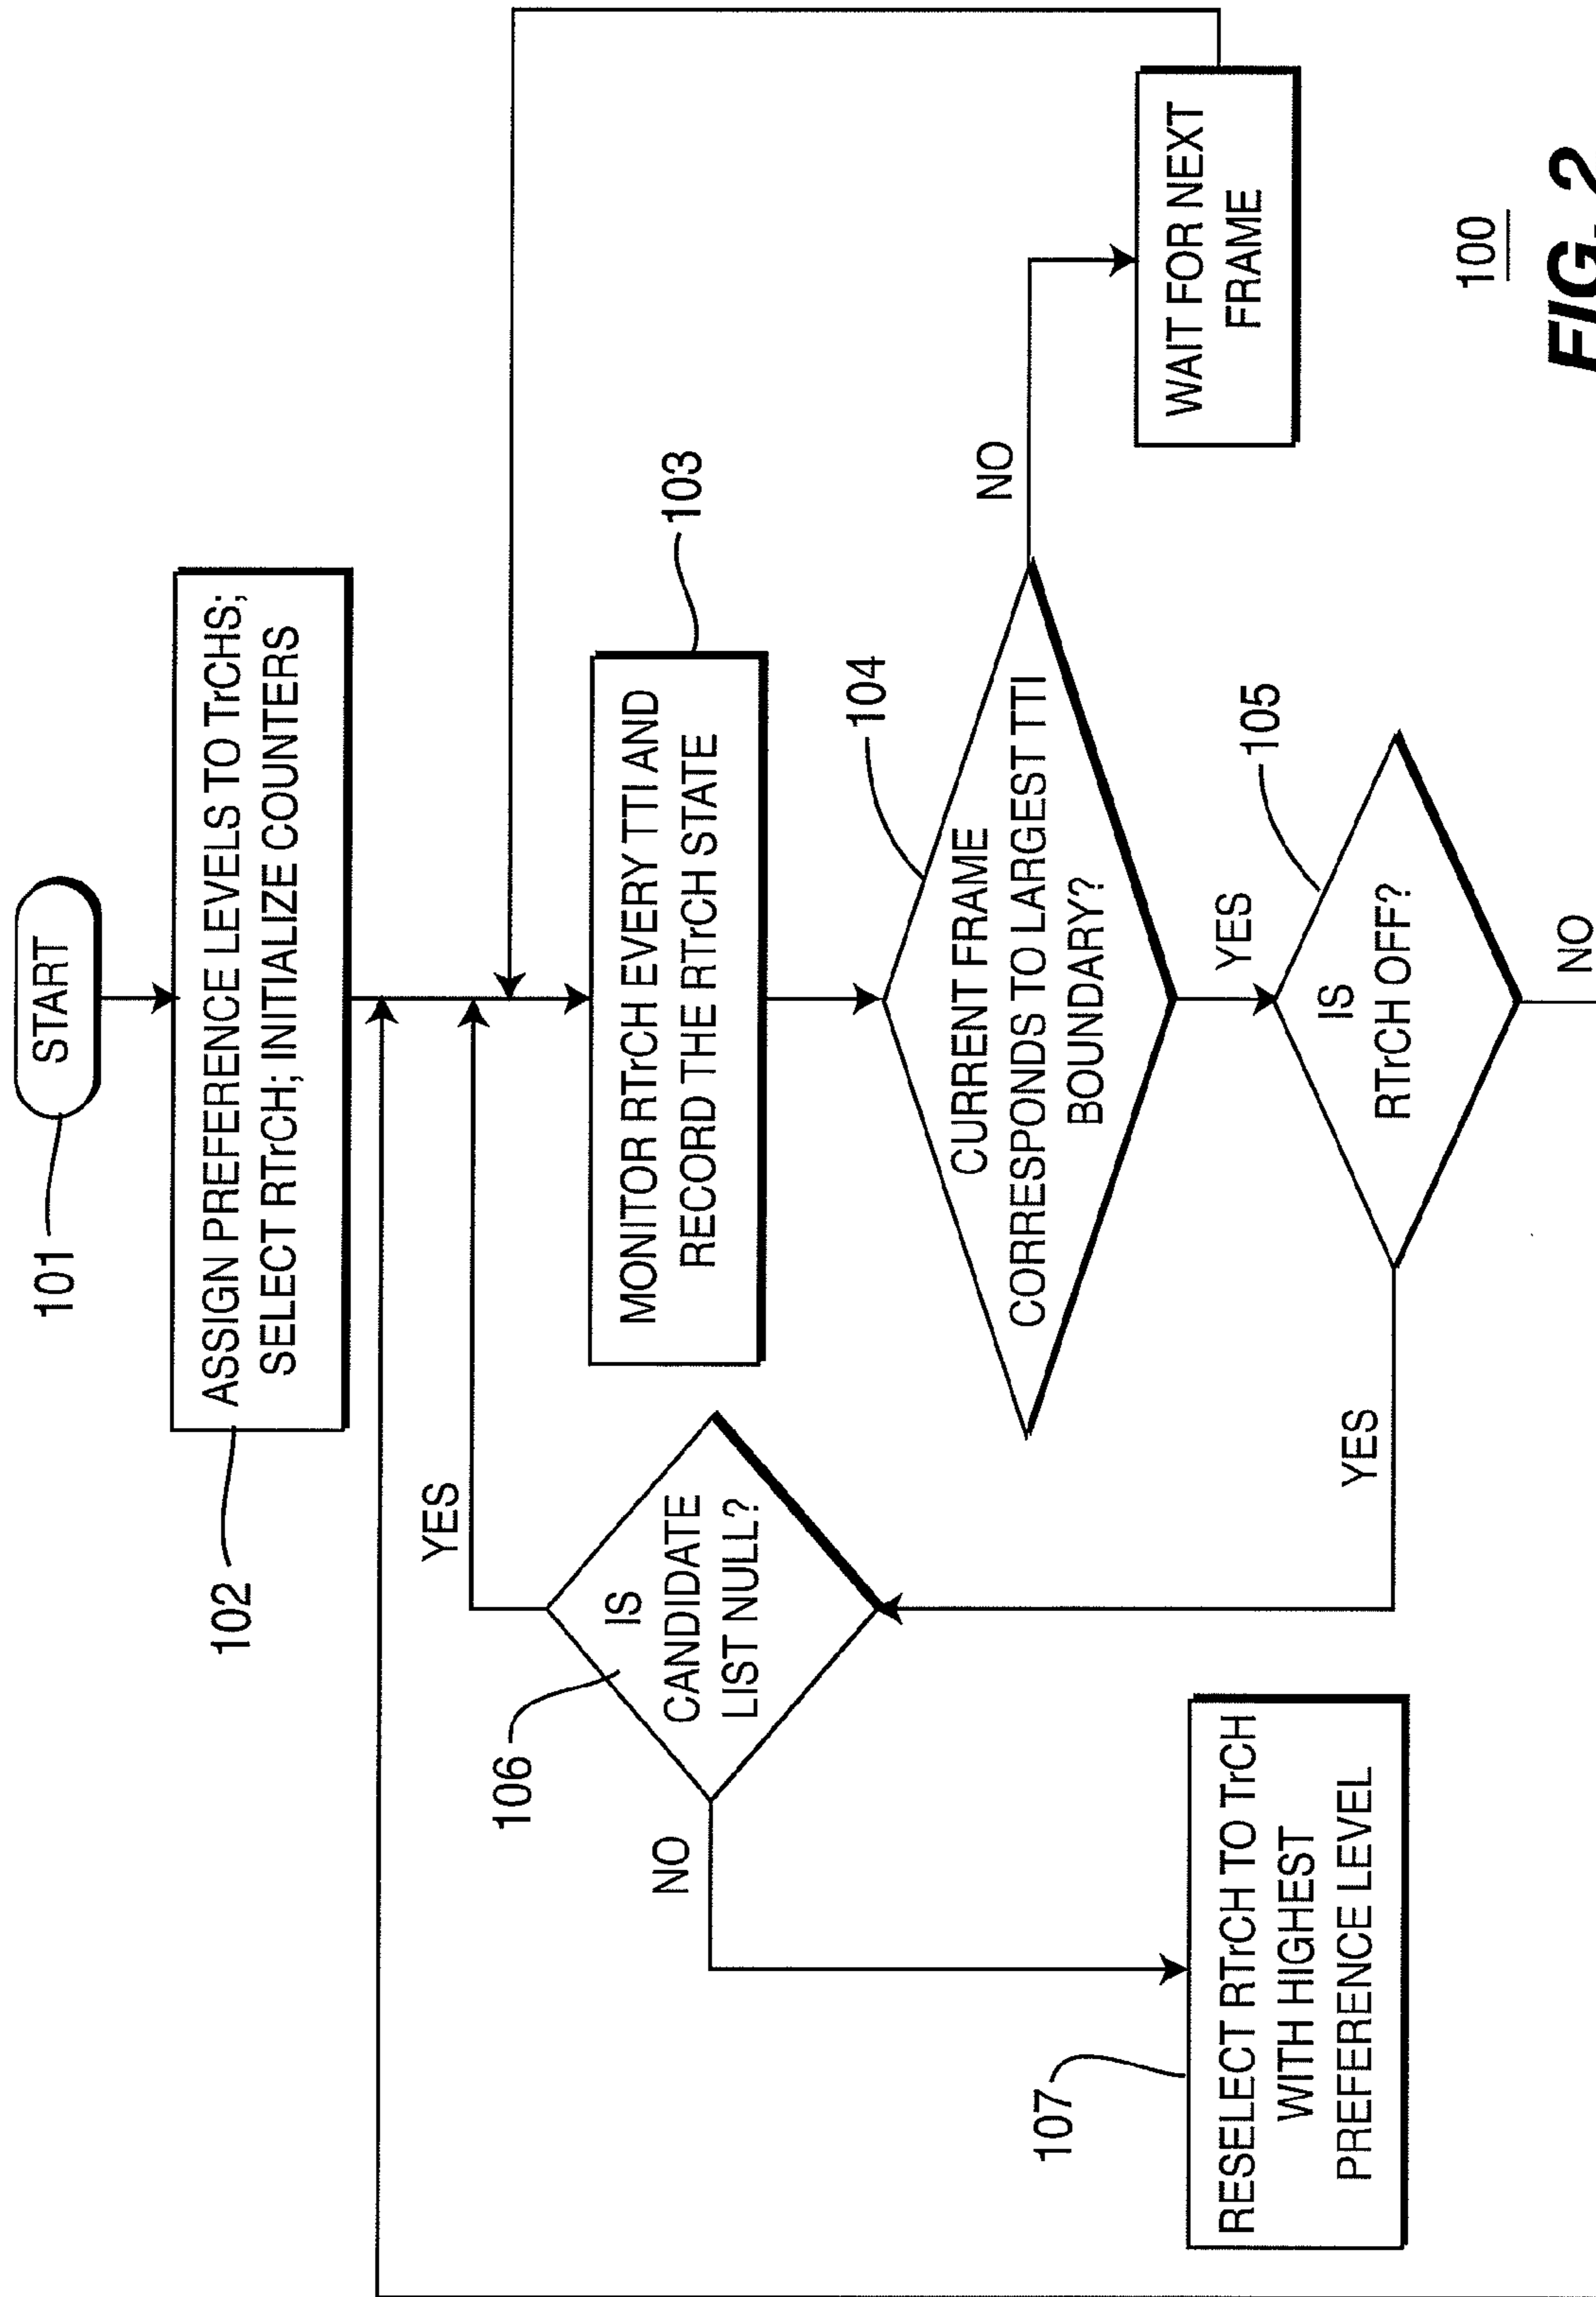 START
101
ASSIGN PREFERENCE LEVELS TO TrCHS;
SELECT RTrCH; INITIALIZE COUNTERS
102
MONITOR RTrCH EVERY TTI AND
RECORD THE RTrCH STATE
103
YES
IS
CANDIDATE
LIST NULL?
106
NO
CURRENT FRAME
CORRESPONDS TO LARGEST TTI
BOUNDARY?
104
NO
WAIT FOR NEXT
FRAME
YES
IS
RTrCH OFF?
105
YES
NO
RESELECT RTrCH TO TrCH
WITH HIGHEST
PREFERENCE LEVEL
107
100
FIG. 2